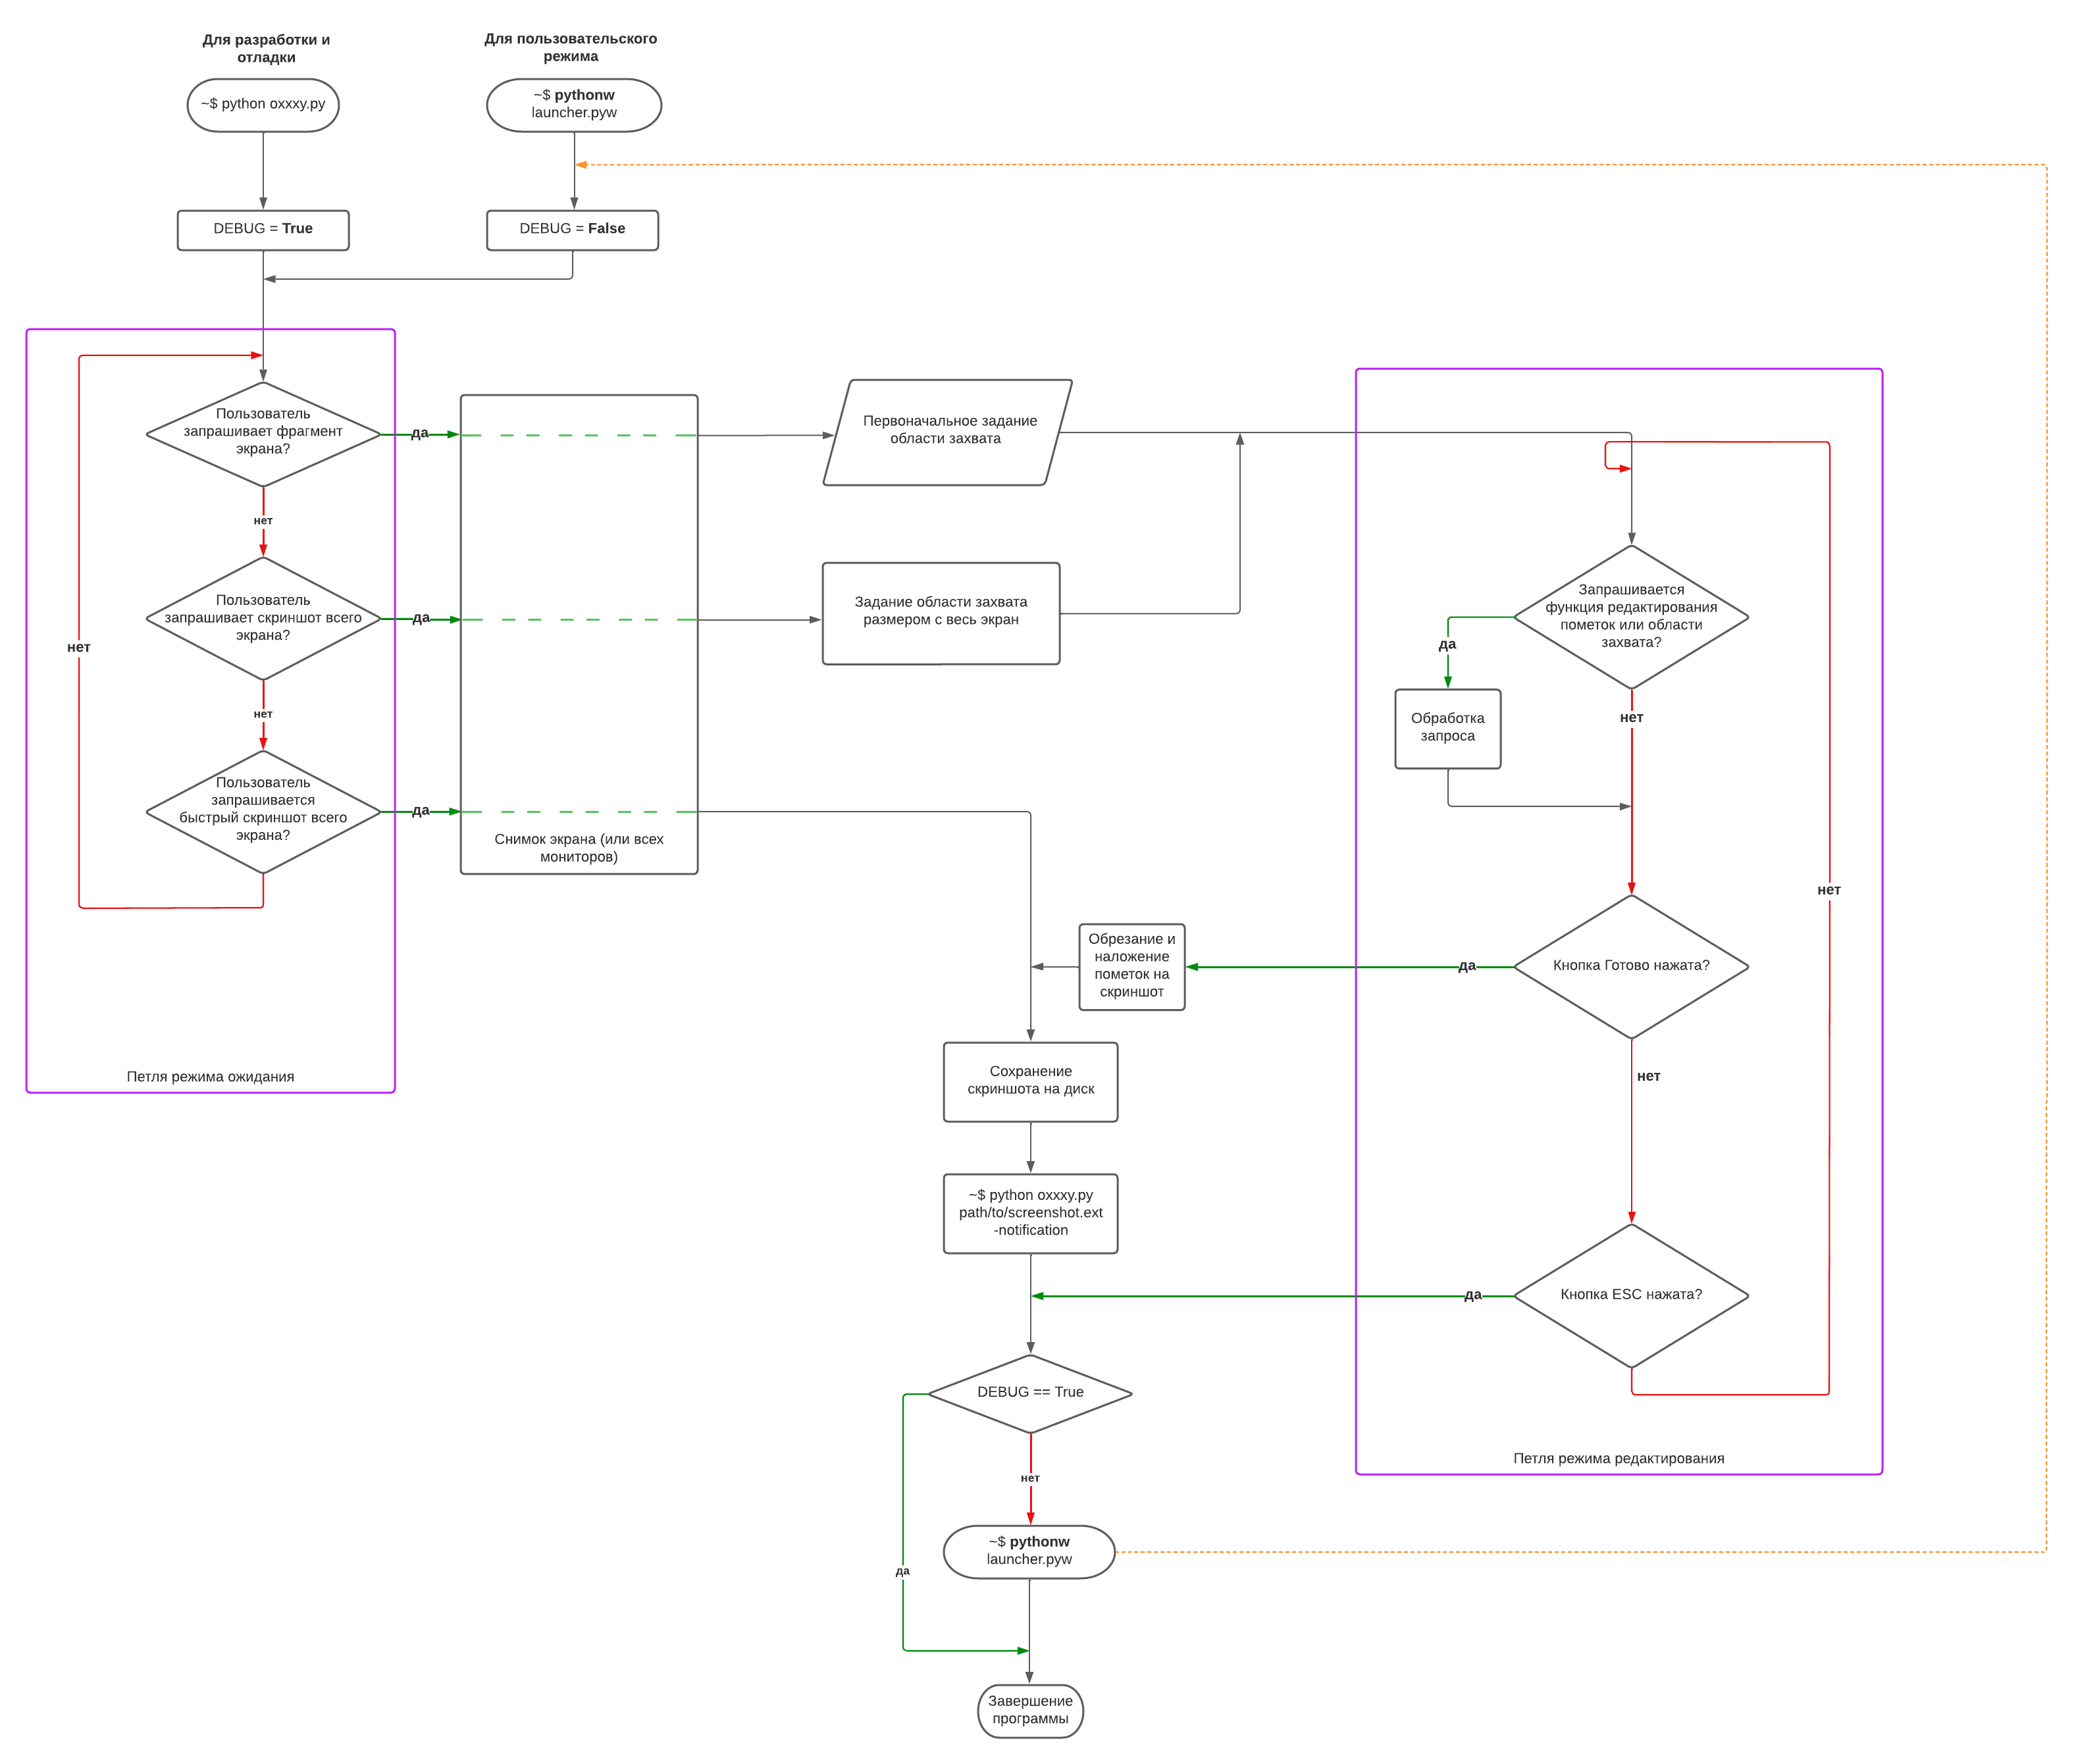 Для разработки и
отладки
Для пользовательского
режима
~$ python oxxxy.py
~$ pythonw
launcher.pyw
DEBUG = True
DEBUG = False
Пользователь
запрашивает фрагмент
экрана?
да
нет
Пользователь
запрашивает скриншот всего
экрана?
да
нет
нет
Пользователь
запрашивается
быстрый скриншот всего
экрана?
да
Петля режима ожидания
Снимок экрана (или всех
мониторов)
Первоначальное задание
области захвата
Задание области захвата
размером с весь экран
Запрашивается
функция редактирования
пометок или области
захвата?
да
нет
Обработка
запроса
нет
Кнопка Готово нажата?
да
Обрезание и
наложение
пометок на
скриншот
нет
Сохранение
скриншота на диск
~$ python oxxxy.py
path/to/screenshot.ext
-notification
Кнопка ESC нажата?
да
Петля режима редактирования
DEBUG == True
нет
да
~$ pythonw
launcher.pyw
Завершение
программы